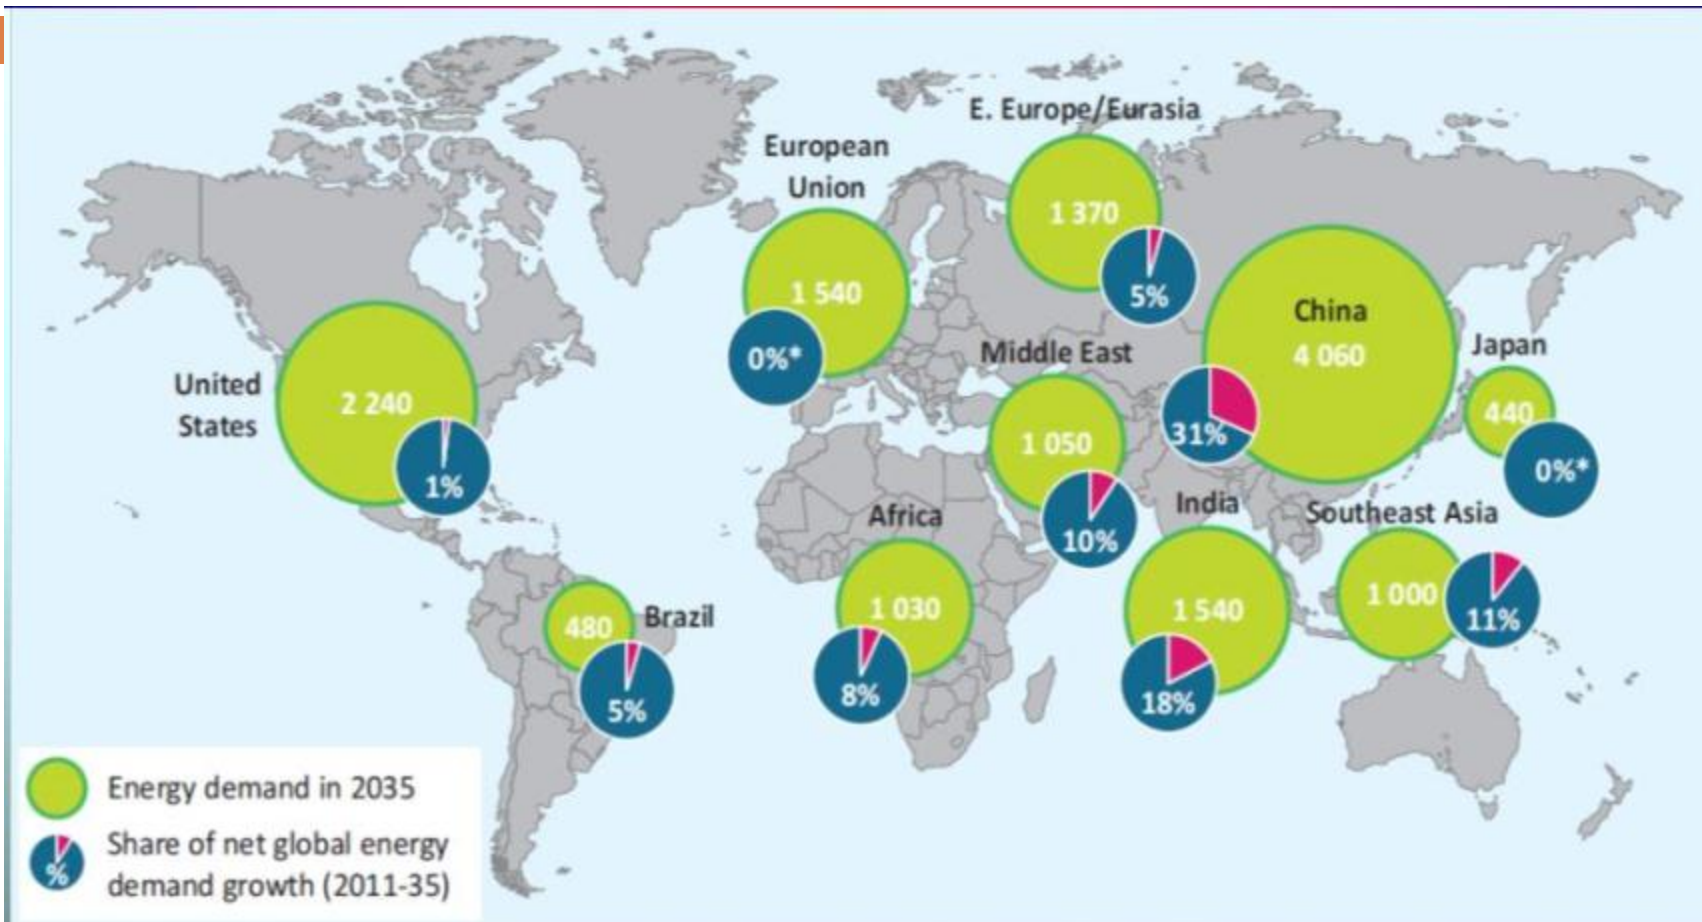 E. Europe/Eurasia
European
Union
1 370
5%
1 540
0%*
China
4 060
31%
Middle East
1 050
10%
Japan
440
0%*
United
States
2 240
1%
Africa
1 030
8%
India
1 540
18%
Southeast Asia
1 000
11%
Brazil
480
5%
Energy demand in 2035
%
Share of net global energy
demand growth (2011-35)